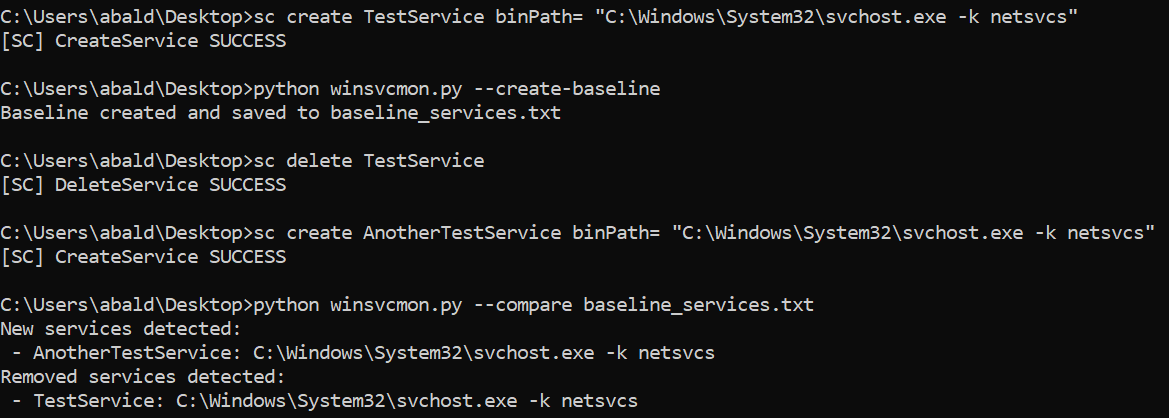 C:\Users\abald\Desktop>sc create TestService binPath= "C:\Windows\System32\svchost.exe -k netsvcs"
[SC] CreateService SUCCESS
C:\Users\abald\Desktop>python winsvcmon.py --create-baseline
Baseline created and saved to baseline_services.txt
C:\Users\abald\Desktop>sc delete TestService
[SC] DeleteService SUCCESS
C:\Users\abald\Desktop>sc create AnotherTestService binPath= "C:\Windows\System32\svchost.exe -k netsvcs"
[SC] CreateService SUCCESS
C:\Users\abald\Desktop>python winsvcmon.py --compare baseline_services.txt
New services detected:
 - AnotherTestService: C:\Windows\System32\svchost.exe -k netsvcs
Removed services detected:
 - TestService: C:\Windows\System32\svchost.exe -k netsvcs